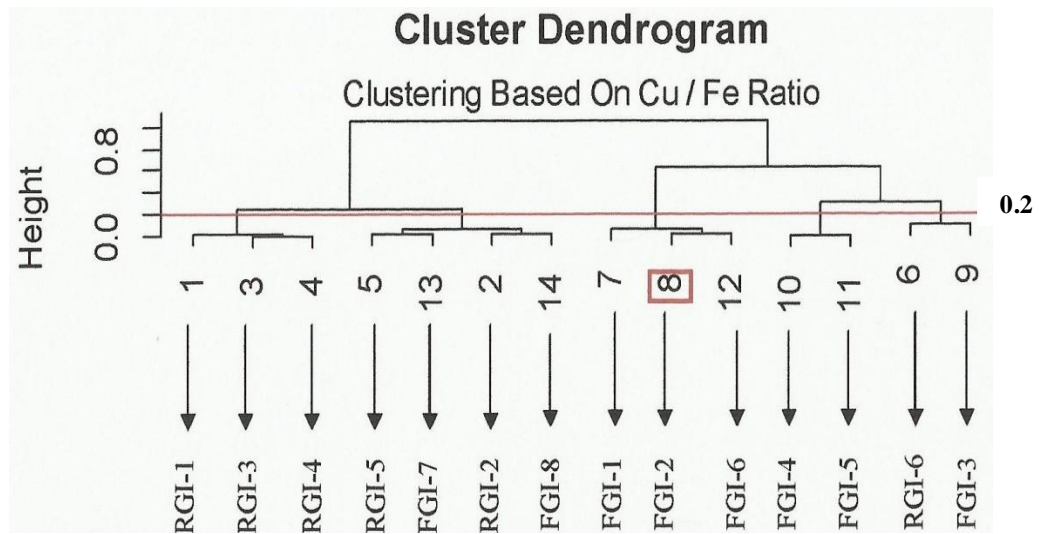 Cluster Dendrogram
Clustering Based On Cu / Fe Ratio
Height
0.8
0.0
0.2
1 3 4 5 13 2 14 7 8 12 10 11 6 9
RGI-1 RGI-3 RGI-4 RGI-5 FGI-7 RGI-2 FGI-8 FGI-1 FGI-2 FGI-6 FGI-4 FGI-5 RGI-6 FGI-3